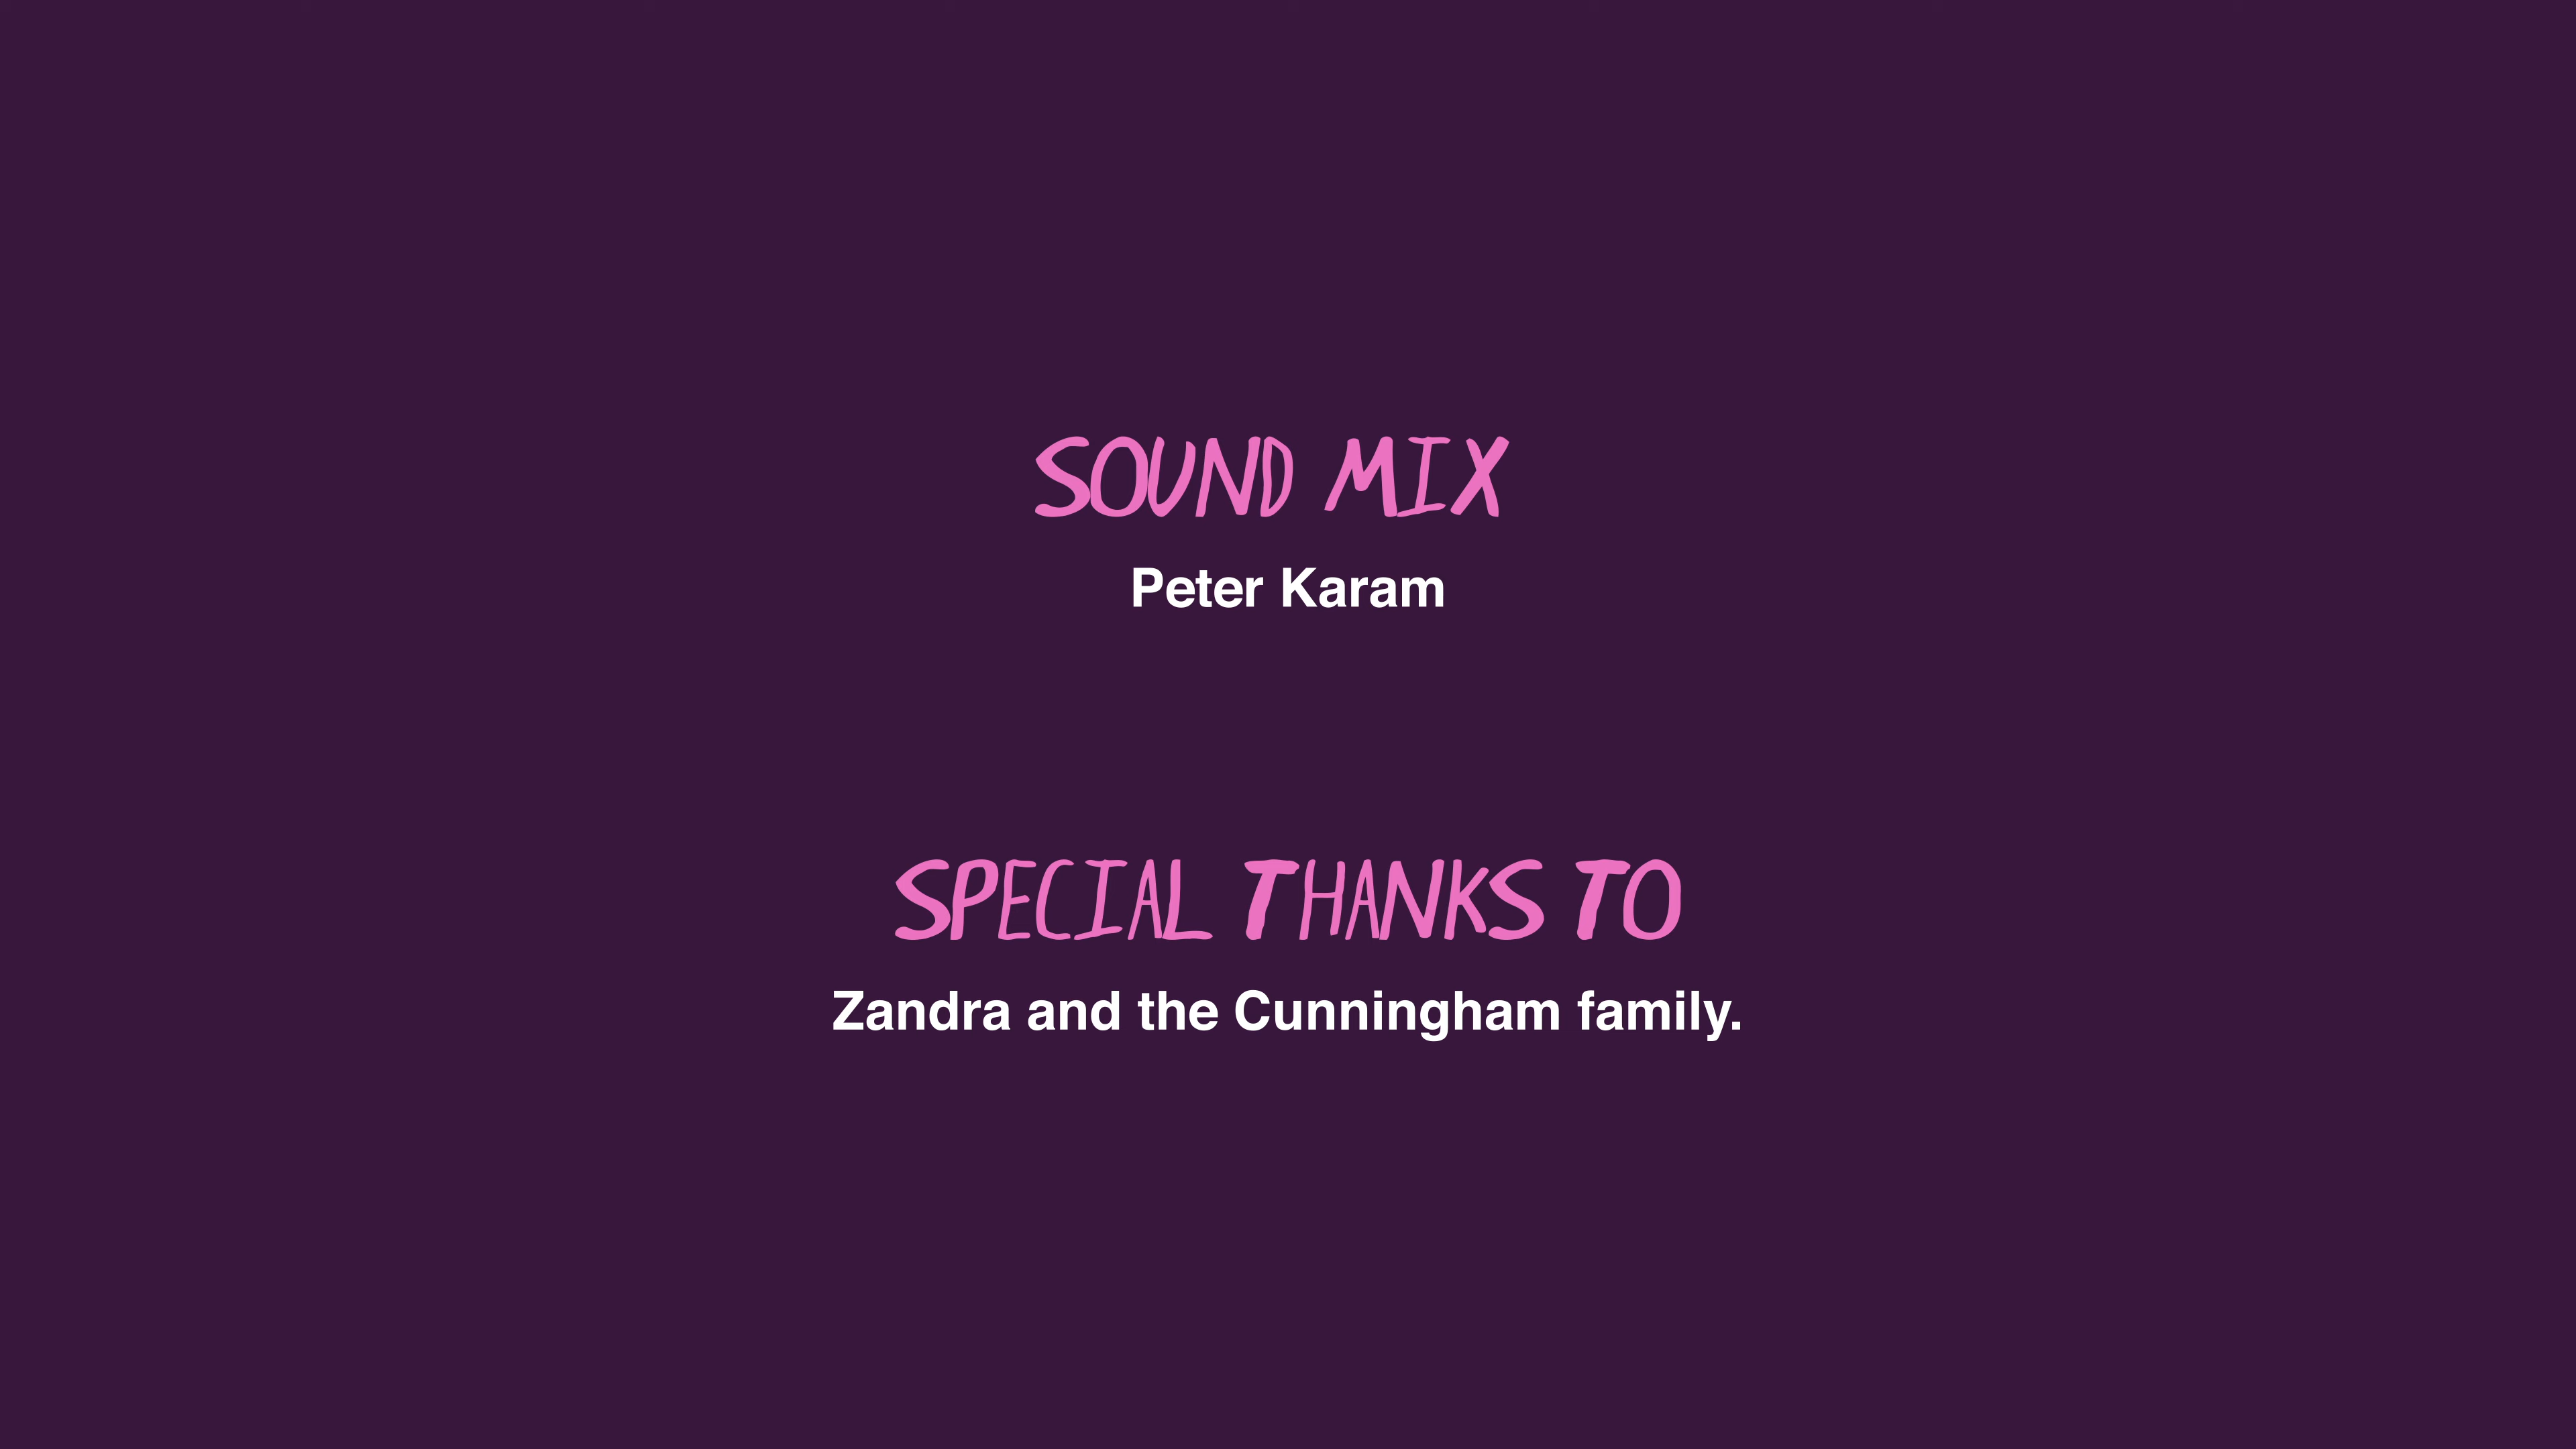 SOUND MIX
Peter Karam
SPECIAL THANKS TO
Zandra and the Cunningham family.